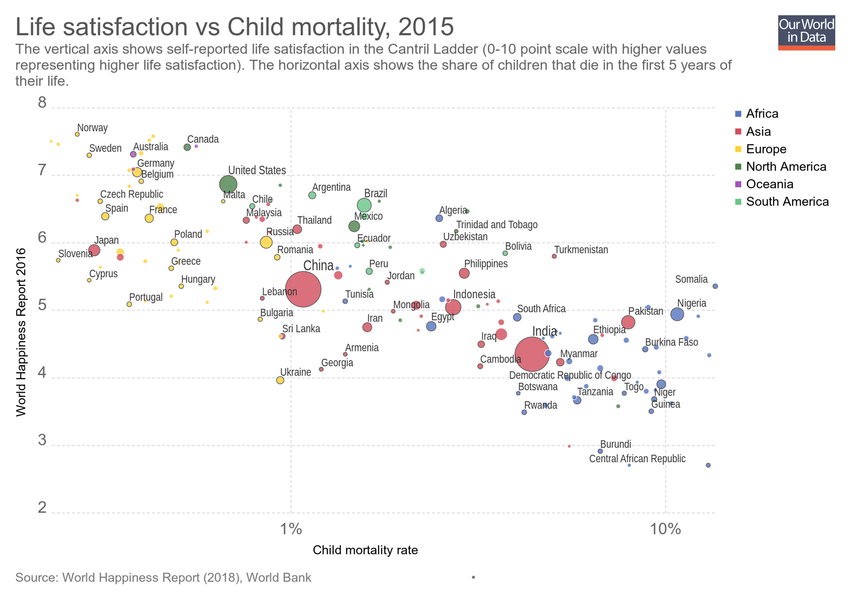 Life satisfaction vs Child mortality, 2015
Our World
in Data
The vertical axis shows self-reported life satisfaction in the Cantril Ladder (0-10 point scale with higher values
representing higher life satisfaction). The horizontal axis shows the share of children that die in the first 5 years of
their life.
8
7
6
5
4
3
2
World Happiness Report 2016
Norway
Sweden
Australia
Canada
Germany
Belgium
United States
Czech Republic
Malta
Chile
Argentina
Brazil
Spain
France
Malaysia
Thailand
Mexico
Algeria
Trinidad and Tobago
Japan
Poland
Russia
Ecuador
Uzbekistan
Slovenia
Romania
Bolivia
Turkmenistan
Greece
China
Peru
Philippines
Cyprus
Hungary
Jordan
Somalia
Portugal
Lebanon
Tunisia
Mongolia
Indonesia
Bulgaria
Iran
Egypt
South Africa
Pakistan
Nigeria
Sri Lanka
Iraq
India
Ethiopia
Armenia
Burkina Faso
Georgia
Cambodia
Myanmar
Ukraine
Democratic Republic of Congo
Botswana
Tanzania
Togo
Niger
Rwanda
Guinea
Burundi
Central African Republic
1%
10%
Child mortality rate
Africa
Asia
Europe
North America
Oceania
South America
Source: World Happiness Report (2018), World Bank